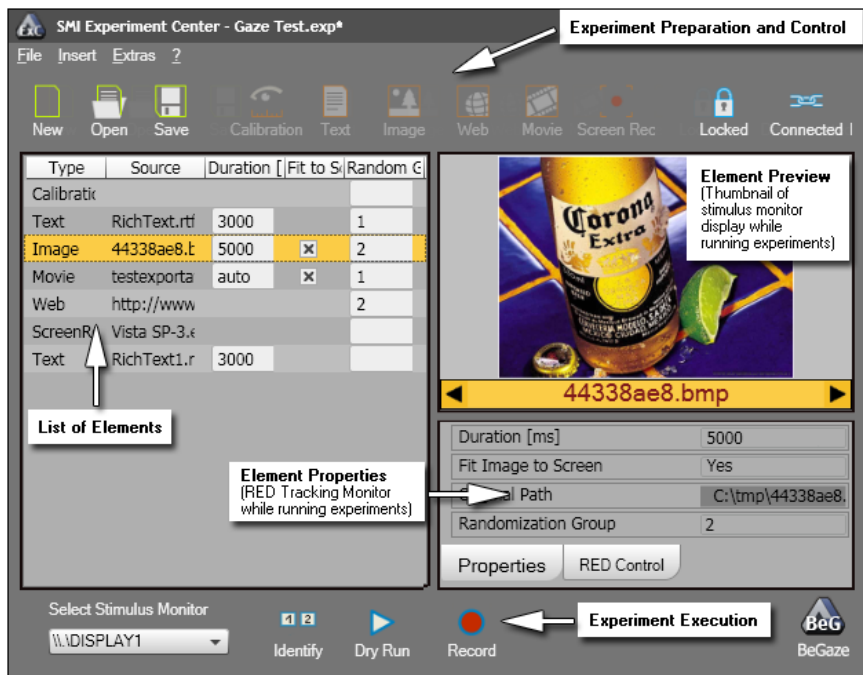 SMI Experiment Center - Gaze Test.exp*
Experiment Preparation and Control
File Insert Extras ?
New Open Save Calibration Text Image Web Movie Screen Rec Locked Connected
Type Source Duration [ Fit to Sc Random G
Calibratic
Text RichText.rtf 3000 1
Image 44338ae8.b 5000 2
Movie testexporta auto 1
Web http://www 2
ScreenR Vista SP-3.e
Text RichText1.r 3000
List of Elements
Corona
Extra
Element Preview
(Thumbnail of
stimulus monitor
display while
running experiments)
44338ae8.bmp
Element Properties
(RED Tracking Monitor
while running experiments)
Duration [ms] 5000
Fit Image to Screen Yes
Path C:\tmp\44338ae8.
Randomization Group 2
Properties RED Control
Select Stimulus Monitor
\\.\DISPLAY1
1 2
Identify Dry Run Record
Experiment Execution
BeG
BeGaze